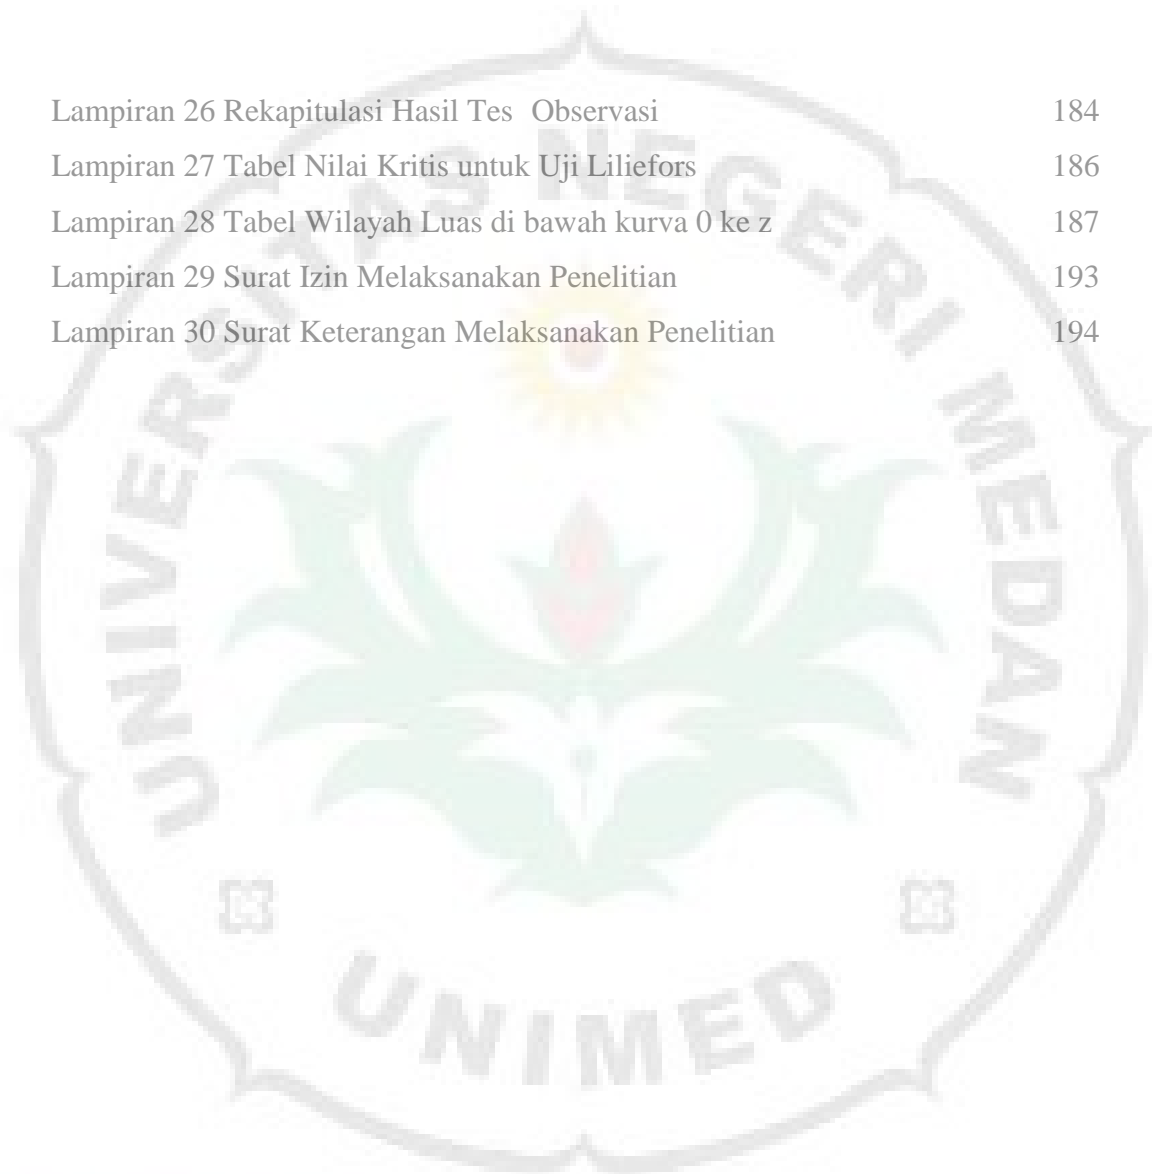 Lampiran 26 Rekapitulasi Hasil Tes Observasi 184
Lampiran 27 Tabel Nilai Kritis untuk Uji Liliefors 186
Lampiran 28 Tabel Wilayah Luas di bawah kurva 0 ke z 187
Lampiran 29 Surat Izin Melaksanakan Penelitian 193
Lampiran 30 Surat Keterangan Melaksanakan Penelitian 194
UNIVERSITAS NEGERI MEDAN
UNIMED